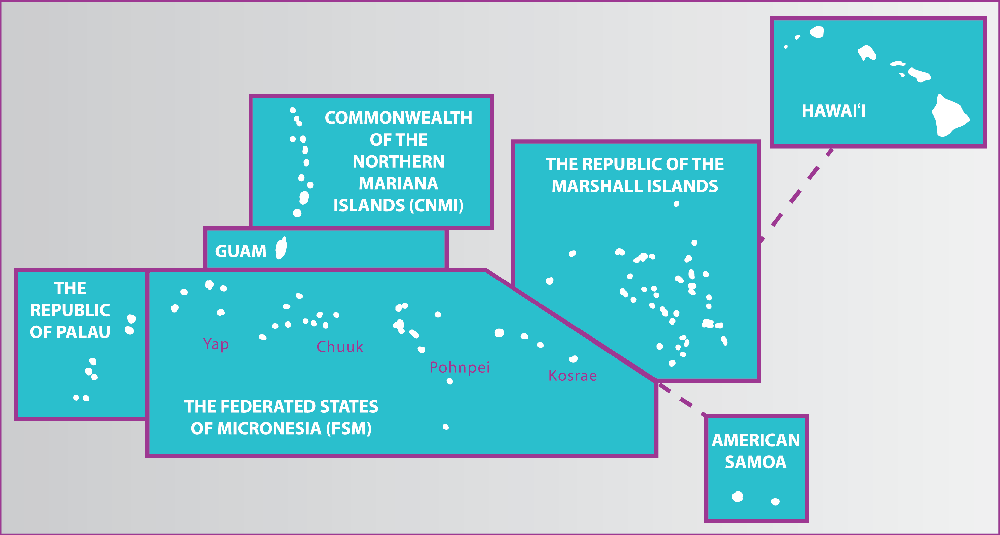 HAWAIʻI
COMMONWEALTH
OF THE
NORTHERN
MARIANA
ISLANDS (CNMI)
THE REPUBLIC OF THE
MARSHALL ISLANDS
GUAM
THE
REPUBLIC
OF PALAU
Yap
Chuuk
Pohnpei
Kosrae
THE FEDERATED STATES
OF MICRONESIA (FSM)
AMERICAN
SAMOA